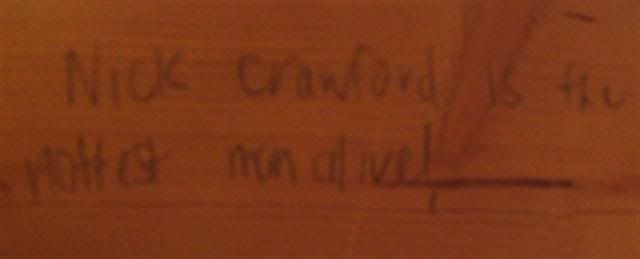 Nick Crawford is the
Hottest man alive!